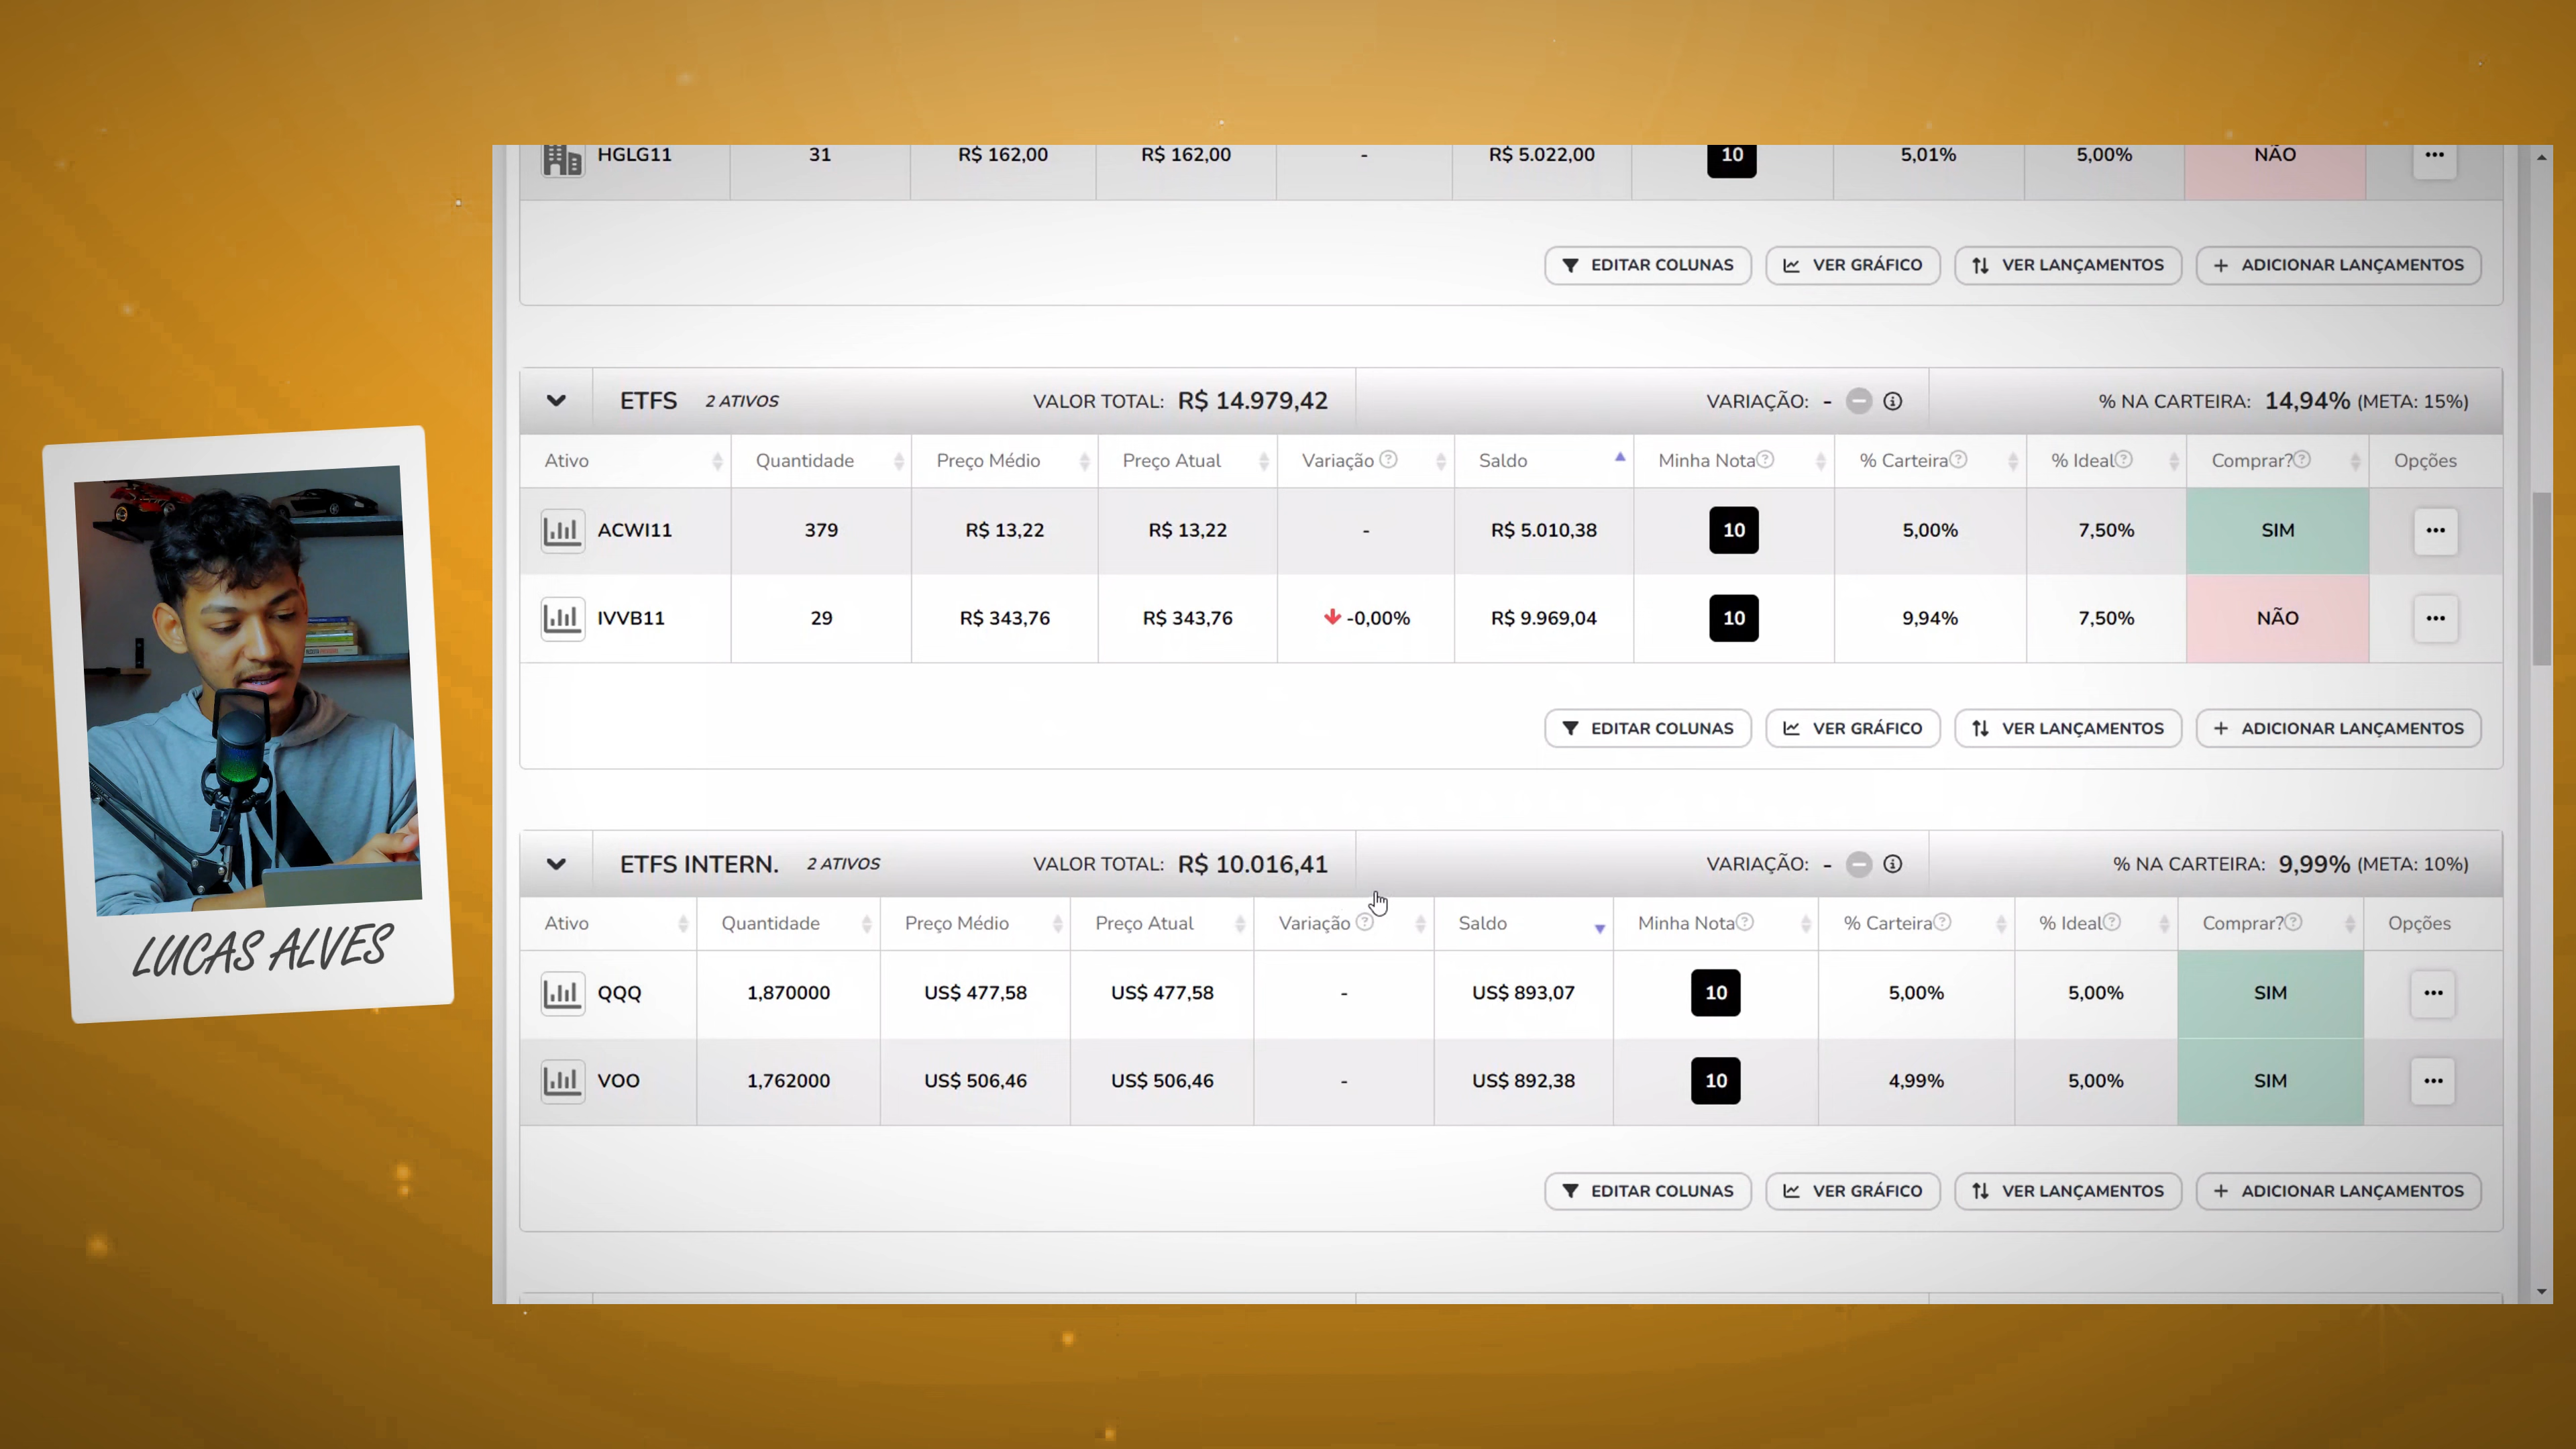 HGLG11 31 R$ 162,00 R$ 162,00 - R$ 5.022,00 10 5,01% 5,00% NÃO
EDITAR COLUNAS VER GRÁFICO VER LANÇAMENTOS + ADICIONAR LANÇAMENTOS
ETFS 2 ATIVOS VALOR TOTAL: R$ 14.979,42 VARIAÇÃO: - % NA CARTEIRA: 14,94% (META: 15%)
Ativo Quantidade Preço Médio Preço Atual Variação Saldo Minha Nota % Carteira % Ideal Comprar? Opções
ACWI11 379 R$ 13,22 R$ 13,22 - R$ 5.010,38 10 5,00% 7,50% SIM
IVVB11 29 R$ 343,76 R$ 343,76 -0,00% R$ 9.969,04 10 9,94% 7,50% NÃO
EDITAR COLUNAS VER GRÁFICO VER LANÇAMENTOS + ADICIONAR LANÇAMENTOS
ETFS INTERN. 2 ATIVOS VALOR TOTAL: R$ 10.016,41 VARIAÇÃO: - % NA CARTEIRA: 9,99% (META: 10%)
Ativo Quantidade Preço Médio Preço Atual Variação Saldo Minha Nota % Carteira % Ideal Comprar? Opções
QQQ 1,870000 US$ 477,58 US$ 477,58 - US$ 893,07 10 5,00% 5,00% SIM
VOO 1,762000 US$ 506,46 US$ 506,46 - US$ 892,38 10 4,99% 5,00% SIM
EDITAR COLUNAS VER GRÁFICO VER LANÇAMENTOS + ADICIONAR LANÇAMENTOS
LUCAS ALVES